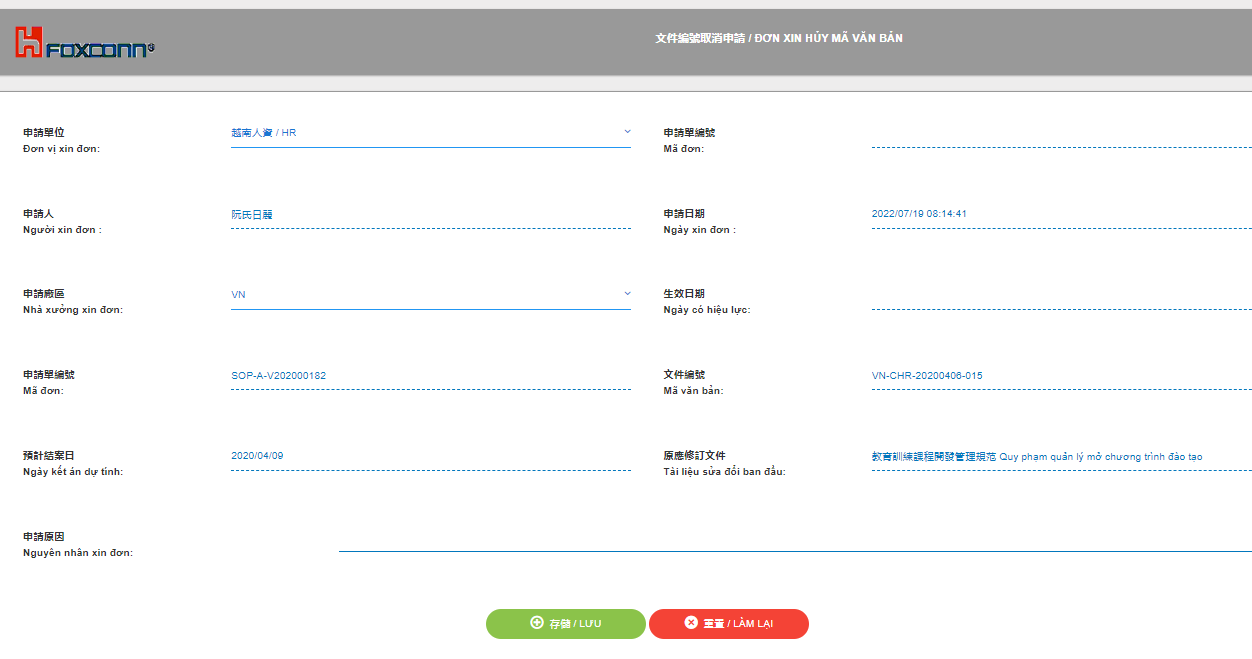 FOXCONN®
文件編號取消申請 / ĐƠN XIN HỦY MÃ VĂN BẢN
申請單位
Đơn vị xin đơn:
越南人資 / HR
申請單編號
Mã đơn:
申請人
Người xin đơn :
阮氏日麗
申請日期
Ngày xin đơn :
2022/07/19 08:14:41
申請廠區
Nhà xưởng xin đơn:
VN
生效日期
Ngày có hiệu lực:
申請單編號
Mã đơn:
SOP-A-V202000182
文件編號
Mã văn bản:
VN-CHR-20200406-015
預計結案日
Ngày kết án dự tính:
2020/04/09
原應修訂文件
Tài liệu sửa đổi ban đầu:
教育訓練課程開發管理規范 Quy phạm quản lý mở chương trình đào tạo
申請原因
Nguyên nhân xin đơn:
存儲 / LƯU
重置 / LÀM LẠI